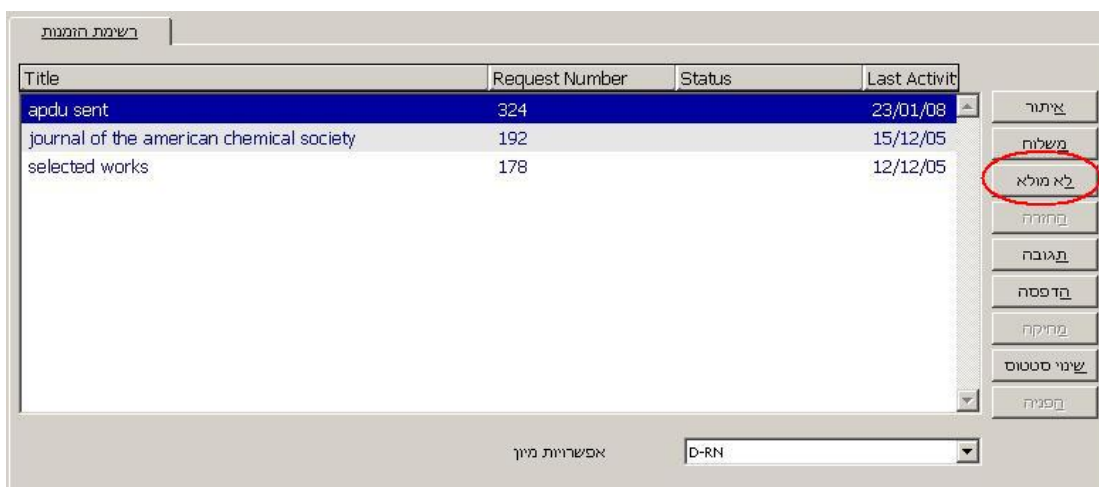 רשימת הזמנות
Title Request Number Status Last Activit
apdu sent 324 23/01/08
journal of the american chemical society 192 15/12/05
selected works 178 12/12/05
איתור
משלוח
לא מולא
החזרה
תגובה
הדפסה
מחיקה
שינוי סטטוס
הפניה
אפשרויות מיון D-RN